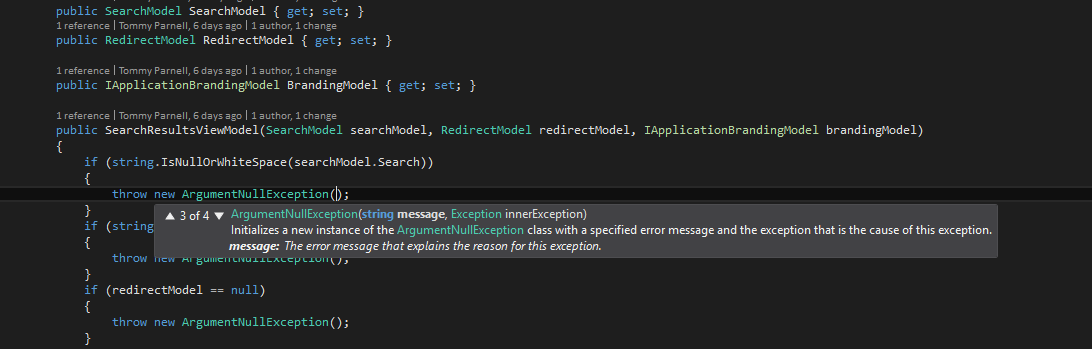 public SearchModel SearchModel { get; set; }
1 reference | Tommy Parnell, 6 days ago | 1 author, 1 change
public RedirectModel RedirectModel { get; set; }
1 reference | Tommy Parnell, 6 days ago | 1 author, 1 change
public IApplicationBrandingModel BrandingModel { get; set; }
1 reference | Tommy Parnell, 6 days ago | 1 author, 1 change
public SearchResultsViewModel(SearchModel searchModel, RedirectModel redirectModel, IApplicationBrandingModel brandingModel)
{
if (string.IsNullOrWhiteSpace(searchModel.Search))
{
throw new ArgumentNullException();
}
▲ 3 of 4 ▼ ArgumentNullException(string message, Exception innerException)
if (string
Initializes a new instance of the ArgumentNullException class with a specified error message and the exception that is the cause of this exception.
{
message: The error message that explains the reason for this exception.
throw new ArgumentNullException();
}
if (redirectModel == null)
{
throw new ArgumentNullException();
}